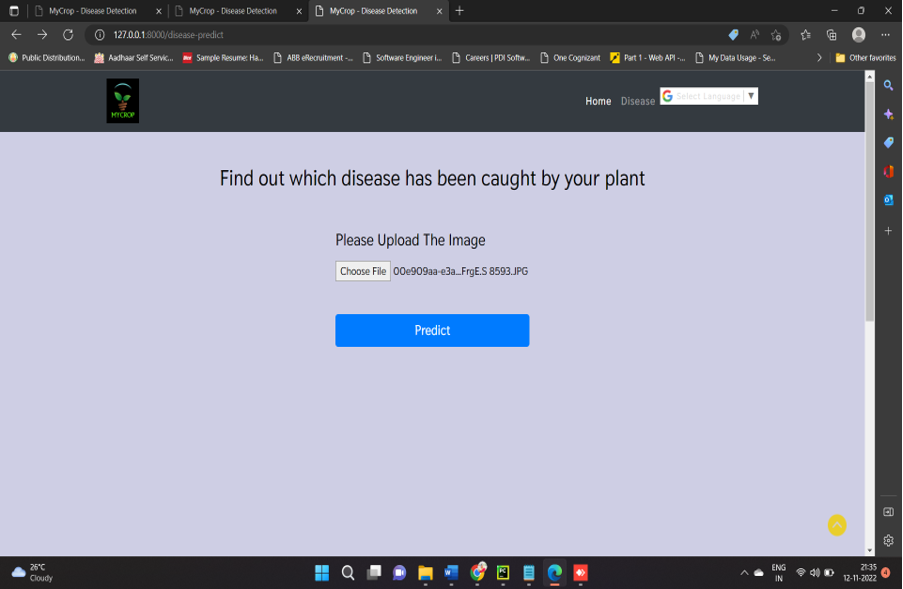 MyCrop - Disease Detection
MyCrop - Disease Detection
MyCrop - Disease Detection
127.0.0.1:8000/disease-predict
Public Distribution...
Aadhaar Self Servic...
Sample Resume: Ha...
ABB eRecruitment -...
Software Engineer i...
Careers | PDI Softw...
One Cognizant
Part 1 - Web API -...
My Data Usage - Se...
Other favorites
MYCROP
Home
Disease
Select Language
Find out which disease has been caught by your plant
Please Upload The Image
Choose File 00e909aa-e3a...FrgE.S 8593.JPG
Predict
26°C
Cloudy
ENG
IN
21:35
12-11-2022
4